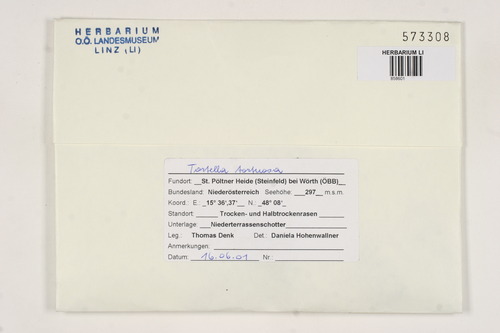 HERBARIUM
O.Ö. LANDESMUSEUM
LINZ (LI)
573308
HERBARIUM LI
Tortella tortuosa
Fundort: St. Pöltner Heide (Steinfeld) bei Wörth (ÖBB)
Bundesland: Niederösterreich Seehöhe: 297 m.s.m.
Koord.: E.: 15° 36',37' N.: 48° 08'
Standort: Trocken- und Halbtrockenrasen
Unterlage: Niederterrassenschotter
Leg.: Thomas Denk Det.: Daniela Hohenwallner
Anmerkungen:
Datum: 16.06.01 Nr.: